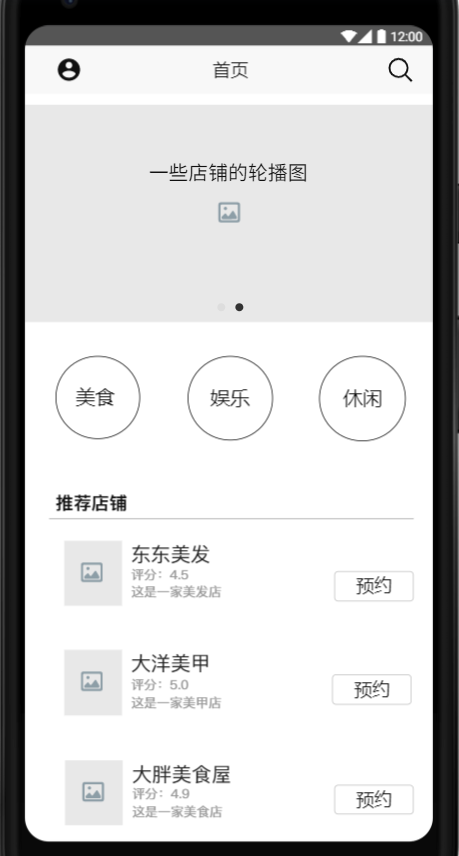 12:00
首页
一些店铺的轮播图
美食
娱乐
休闲
推荐店铺
东东美发
评分：4.5
这是一家美发店
预约
大洋美甲
评分：5.0
这是一家美甲店
预约
大胖美食屋
评分：4.9
这是一家美食店
预约